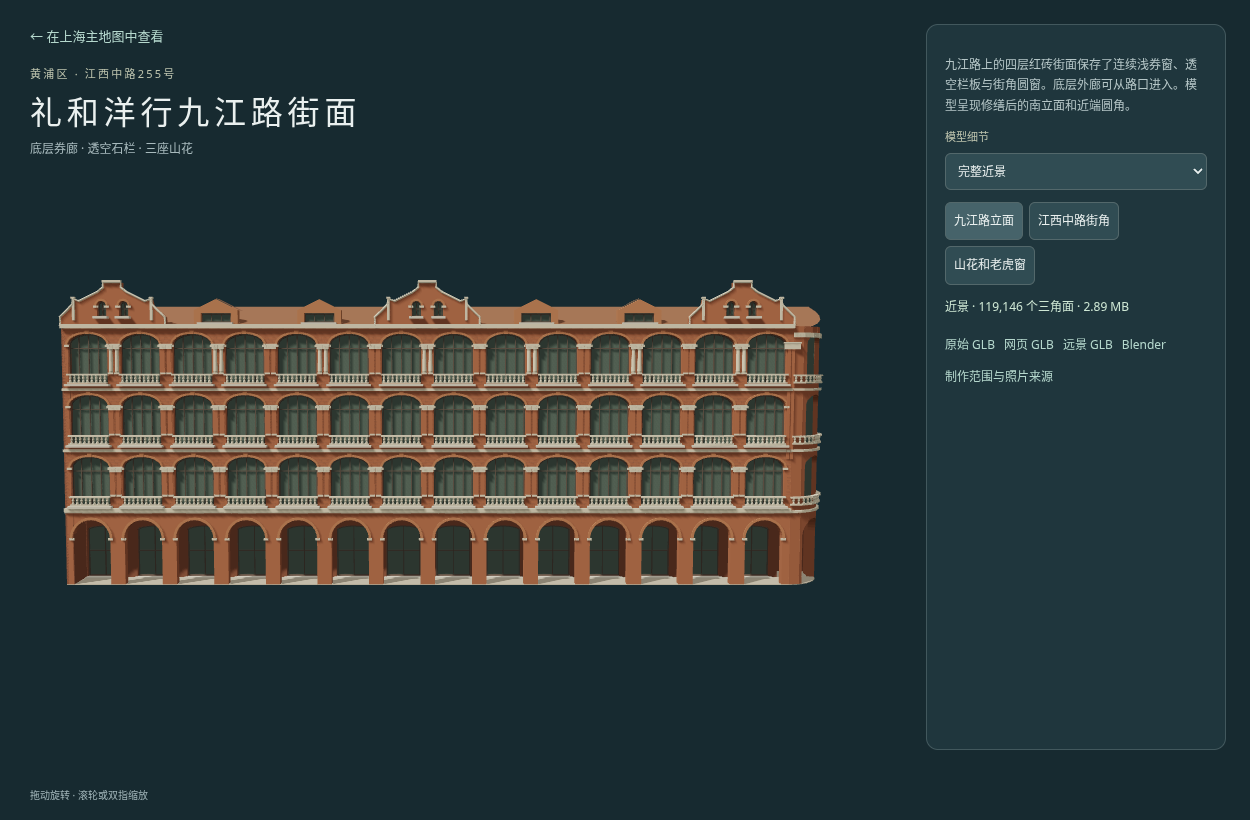 ← 在上海主地图中查看
黄浦区 · 江西中路255号
礼和洋行九江路街面
底层券廊 · 透空石栏 · 三座山花
九江路上的四层红砖街面保存了连续浅券窗、透
空栏板与街角圆窗。底层外廊可从路口进入。模
型呈现修缮后的南立面和近端圆角。
模型细节
完整近景
九江路立面 江西中路街角
山花和老虎窗
近景 · 119,146 个三角面 · 2.89 MB
原始 GLB 网页 GLB 远景 GLB Blender
制作范围与照片来源
拖动旋转 · 滚轮或双指缩放